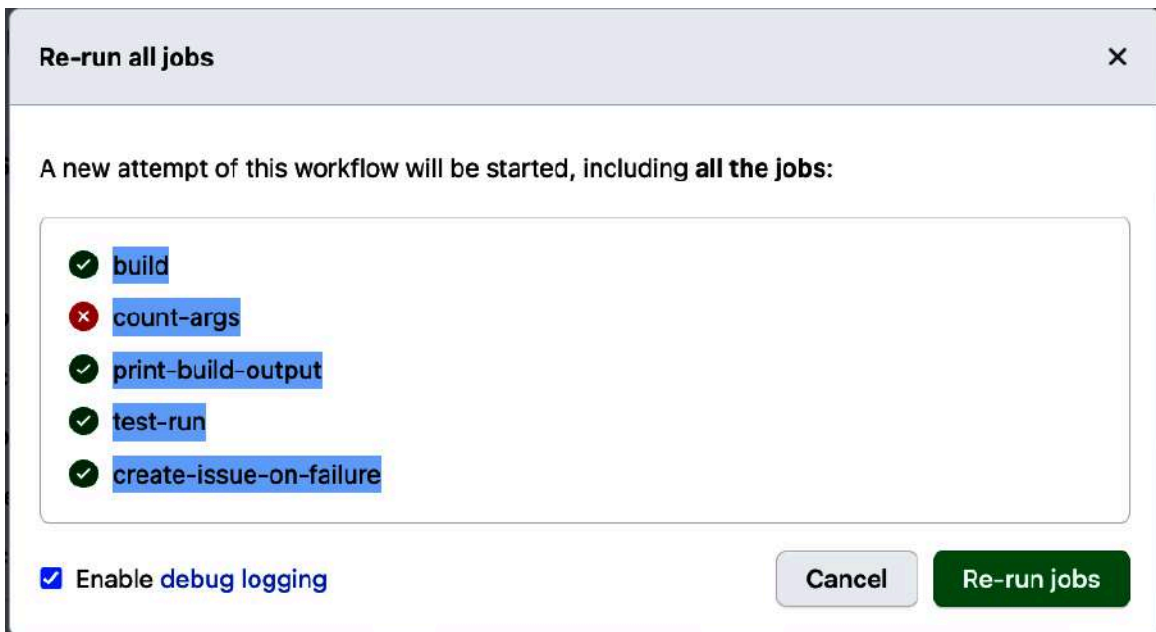 Re-run all jobs
A new attempt of this workflow will be started, including all the jobs:
build
count-args
print-build-output
test-run
create-issue-on-failure
Enable debug logging
Cancel
Re-run jobs